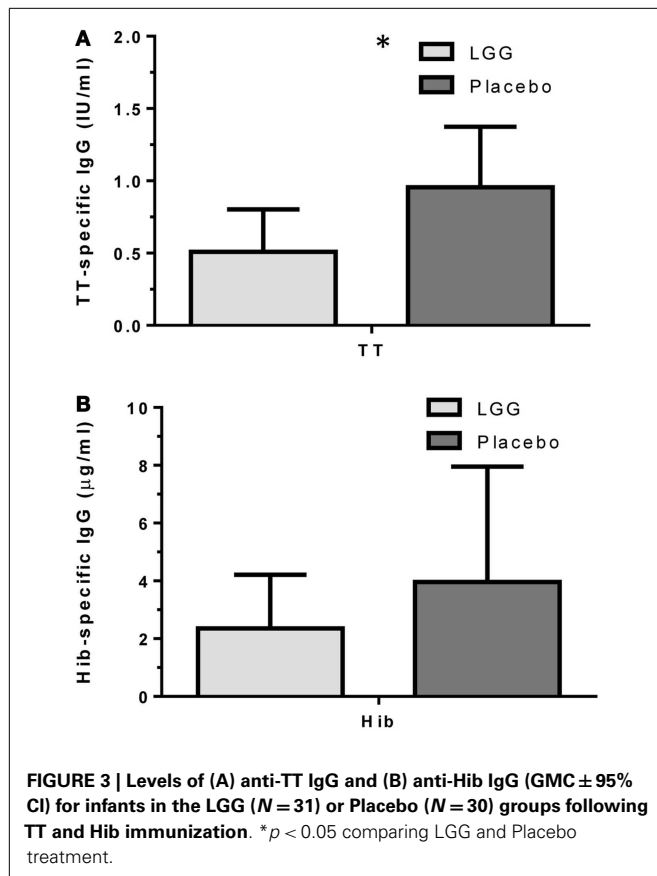 A
*
LGG
Placebo
TT-specific IgG (IU/ml)
2.0
1.5
1.0
0.5
0.0
TT
B
LGG
Placebo
Hib-specific IgG (μg/ml)
10
8
6
4
2
0
Hib
FIGURE 3 | Levels of (A) anti-TT IgG and (B) anti-Hib IgG (GMC ± 95%
CI) for infants in the LGG (N = 31) or Placebo (N = 30) groups following
TT and Hib immunization. *p < 0.05 comparing LGG and Placebo
treatment.